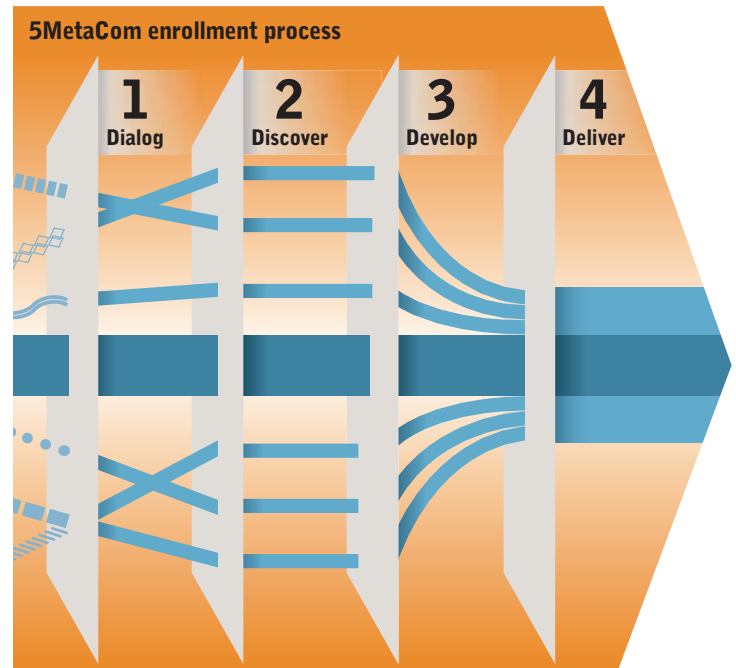 5MetaCom enrollment process
1
Dialog
2
Discover
3
Develop
4
Deliver